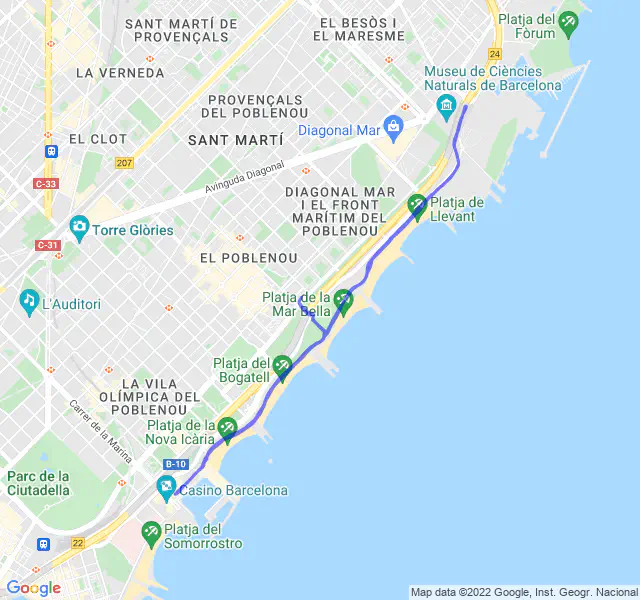 SANT MARTÍ DE
PROVENÇALS
EL BESÒS I
EL MARESME
Platja del
Fòrum
24
LA VERNEDA
Museu de Ciències
Naturals de Barcelona
PROVENÇALS
DEL POBLENOU
Diagonal Mar
EL CLOT
SANT MARTÍ
207
Avinguda Diagonal
C-33
DIAGONAL MAR
I EL FRONT
MARÍTIM DEL
POBLENOU
Platja de
Llevant
Torre Glòries
C-31
EL POBLENOU
L'Auditori
Platja de la
Mar Bella
Platja del
Bogatell
LA VILA
OLÍMPICA DEL
POBLENOU
Carrer de la Marina
Platja de la
Nova Icària
B-10
Parc de la
Ciutadella
Casino Barcelona
22
Platja del
Somorrostro
Google
Map data ©2022 Google, Inst. Geogr. Nacional